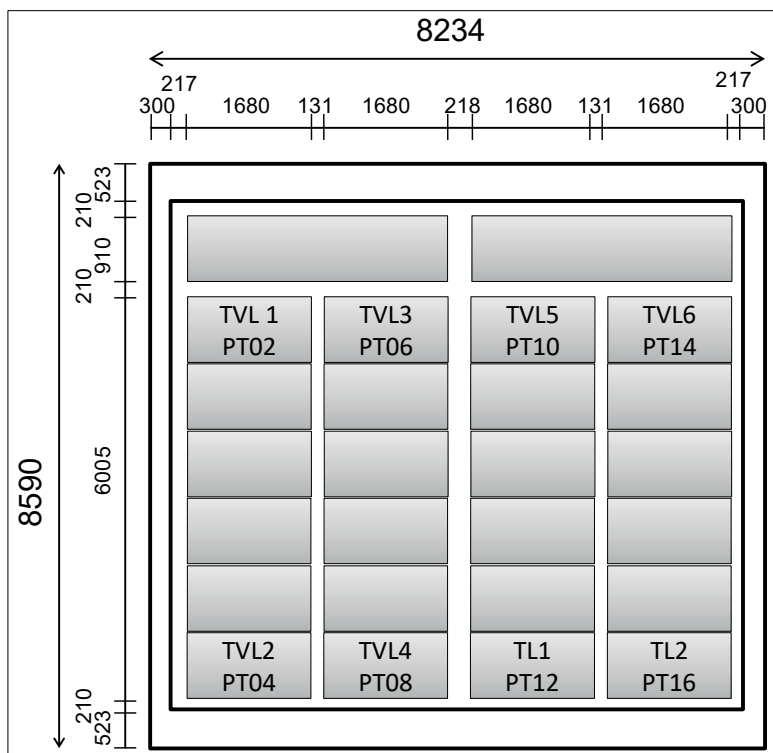 8234
217
217
300 1680 131 1680 218 1680 131 1680 300
523
210
910
210
6005
8590
210
523
TVL 1
PT02
TVL3
PT06
TVL5
PT10
TVL6
PT14
TVL2
PT04
TVL4
PT08
TL1
PT12
TL2
PT16